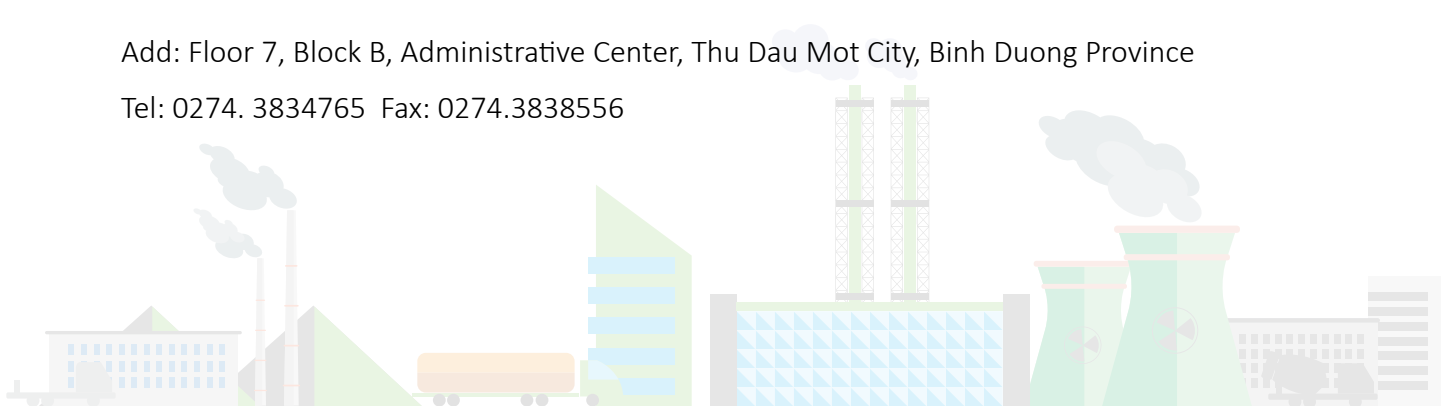 Add: Floor 7, Block B, Administrative Center, Thu Dau Mot City, Binh Duong Province
Tel: 0274. 3834765  Fax: 0274.3838556